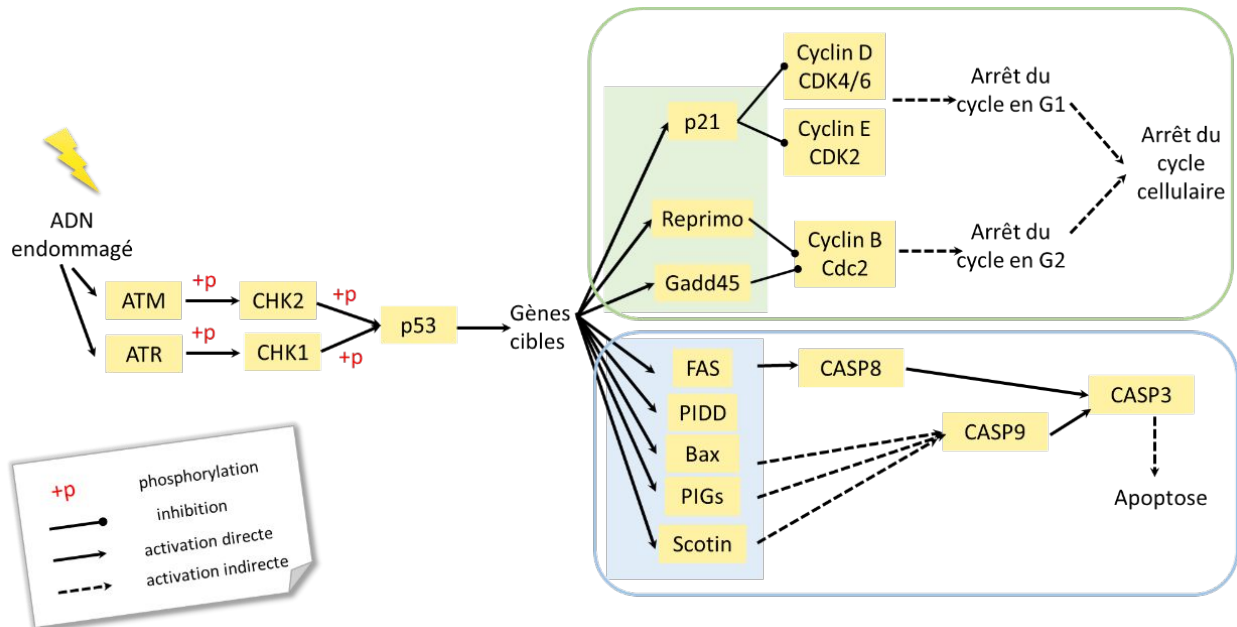 ADN
endommagé
ATM
+p
CHK2
+p
ATR
+p
CHK1
+p
p53
Gènes
cibles
p21
Cyclin D
CDK4/6
Cyclin E
CDK2
Arrêt du
cycle en G1
Reprimo
Gadd45
Cyclin B
Cdc2
Arrêt du
cycle en G2
Arrêt du
cycle
cellulaire
FAS
CASP8
PIDD
Bax
PIGs
Scotin
CASP9
CASP3
Apoptose
+p phosphorylation
inhibition
activation directe
activation indirecte